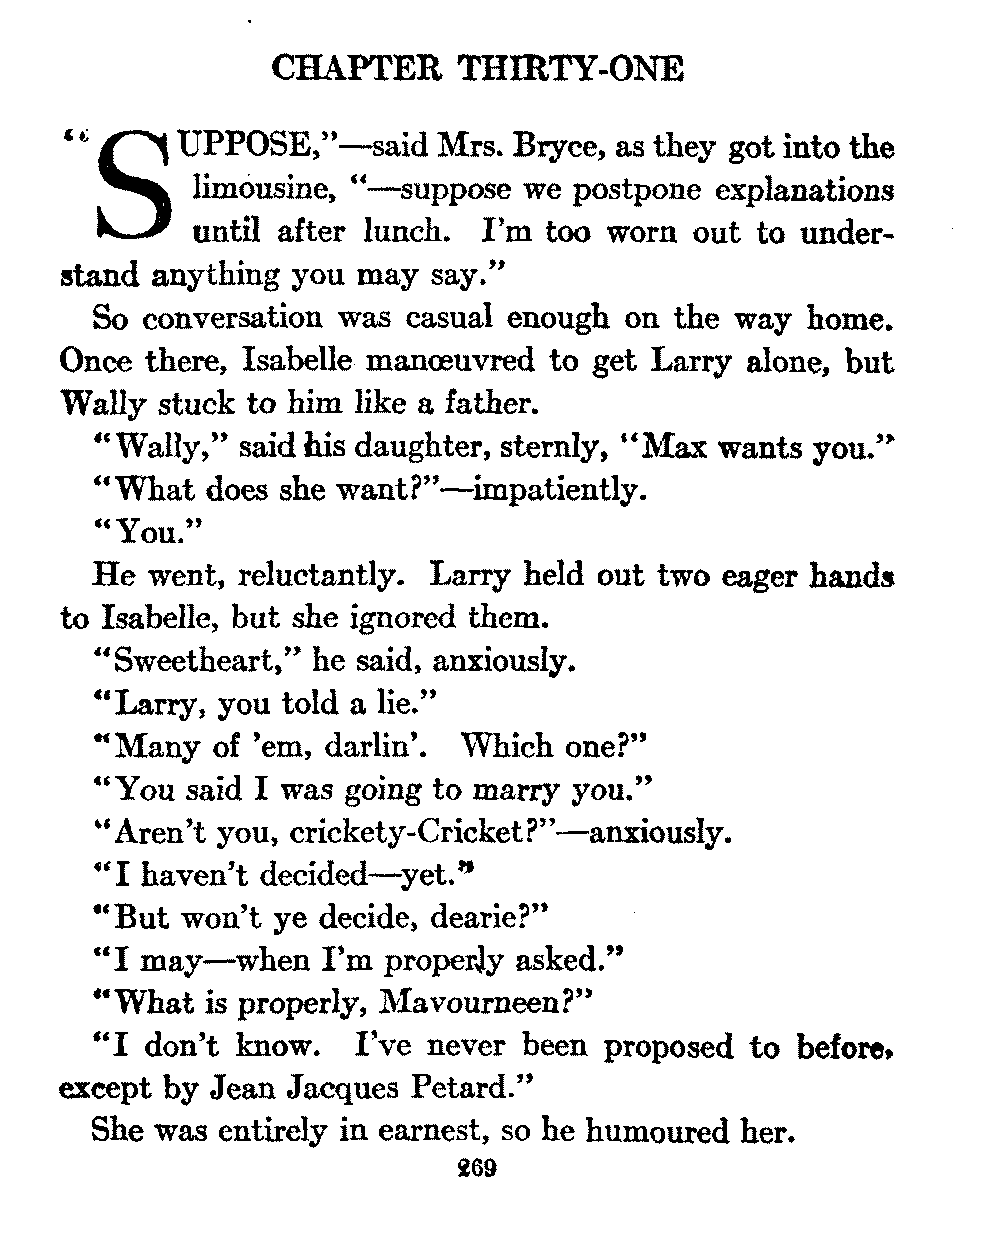 CHAPTER THIRTY-ONE
“SUPPOSE,”—said Mrs. Bryce, as they got into the
limousine, “—suppose we postpone explanations
until after lunch. I’m too worn out to under-
stand anything you may say.”
So conversation was casual enough on the way home.
Once there, Isabelle manœuvred to get Larry alone, but
Wally stuck to him like a father.
“Wally,” said his daughter, sternly, “Max wants you.”
“What does she want?”—impatiently.
“You.”
He went, reluctantly. Larry held out two eager hands
to Isabelle, but she ignored them.
“Sweetheart,” he said, anxiously.
“Larry, you told a lie.”
“Many of ’em, darlin’. Which one?”
“You said I was going to marry you.”
“Aren’t you, crickety-Cricket?”—anxiously.
“I haven’t decided—yet.”
“But won’t ye decide, dearie?”
“I may—when I’m properly asked.”
“What is properly, Mavourneen?”
“I don’t know. I’ve never been proposed to before,
except by Jean Jacques Petard.”
She was entirely in earnest, so he humoured her.
269